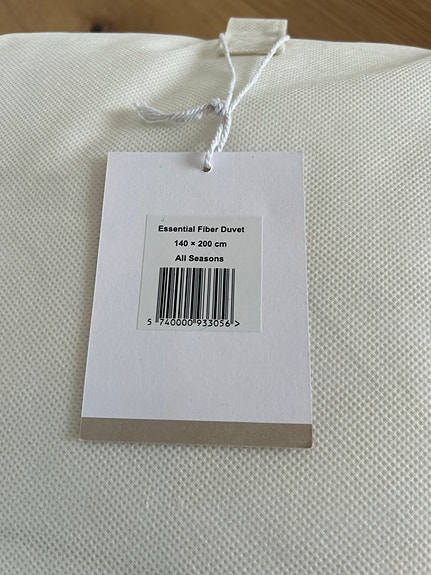 Essential Fiber Duvet
140 × 200 cm
All Seasons
5 740000 933056 >